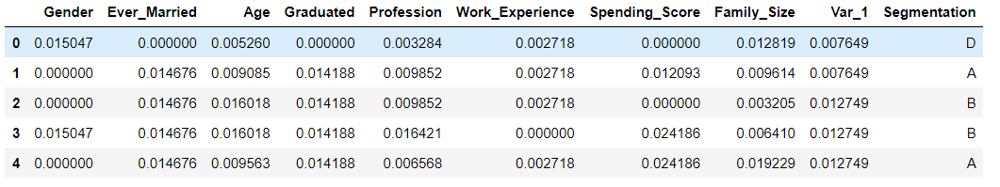 Gender Ever_Married Age Graduated Profession Work_Experience Spending_Score Family_Size Var_1 Segmentation
0 0.015047 0.000000 0.005260 0.000000 0.003284 0.002718 0.000000 0.012819 0.007649 D
1 0.000000 0.014676 0.009085 0.014188 0.009852 0.002718 0.012093 0.009614 0.007649 A
2 0.000000 0.014676 0.016018 0.014188 0.009852 0.002718 0.000000 0.003205 0.012749 B
3 0.015047 0.014676 0.016018 0.014188 0.016421 0.000000 0.024186 0.006410 0.012749 B
4 0.000000 0.014676 0.009563 0.014188 0.006568 0.002718 0.024186 0.019229 0.012749 A